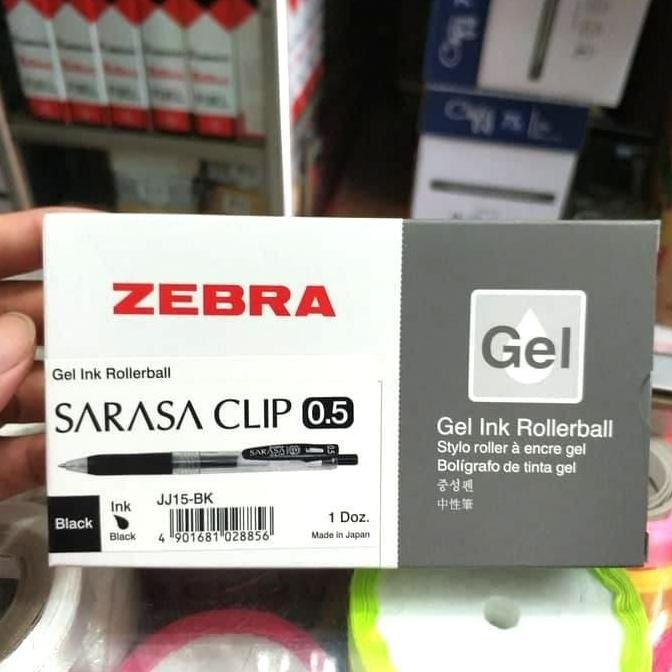 ZEBRA
Gel Ink Rollerball
SARASA CLIP 0.5
Black
Ink
Black
JJ15-BK
4 901681 028856
1 Doz.
Made in Japan
Gel
Gel Ink Rollerball
Stylo roller à encre gel
Bolígrafo de tinta gel
중성펜
中性筆